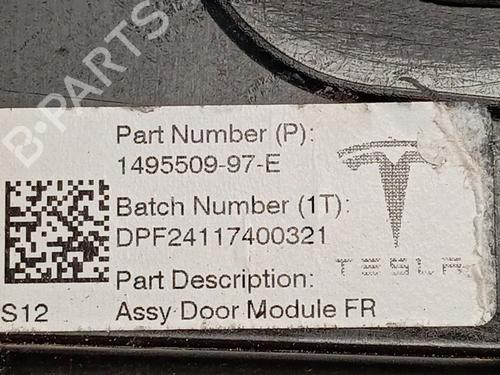 B-PARTS
Part Number (P):
1495509-97-E
Batch Number (1T):
DPF24117400321
Part Description:
TESLA
S12
Assy Door Module FR